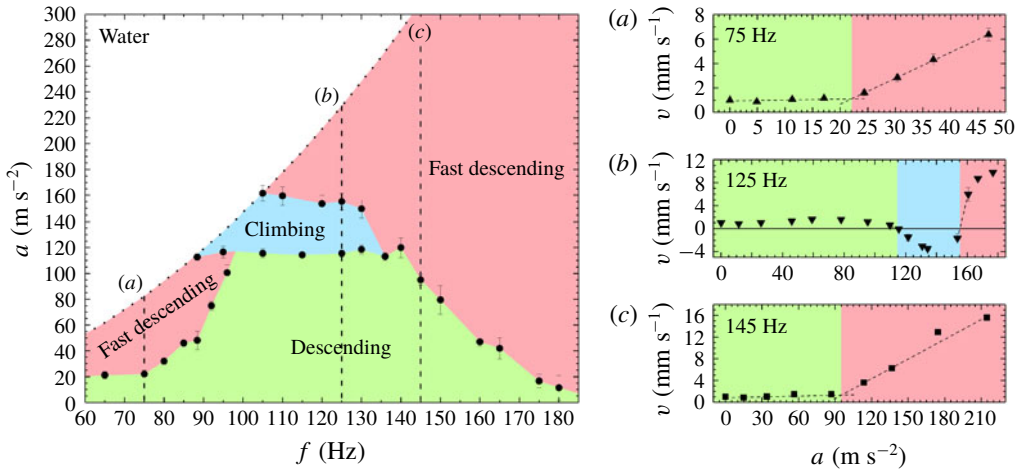 Water
300
280
260
240
220
200
180
160
140
120
100
80
60
40
20
0
a (m s⁻²)
(a)
(b)
(c)
Fast descending
Climbing
Fast descending
Descending
60 70 80 90 100 110 120 130 140 150 160 170 180
f (Hz)
(a)
75 Hz
v (mm s⁻¹)
8
6
4
2
0
0 5 10 15 20 25 30 35 40 45 50
(b)
125 Hz
v (mm s⁻¹)
12
8
4
0
−4
0 40 80 120 160
(c)
145 Hz
v (mm s⁻¹)
16
12
8
4
0
0 30 60 90 120 150 180 210
a (m s⁻²)